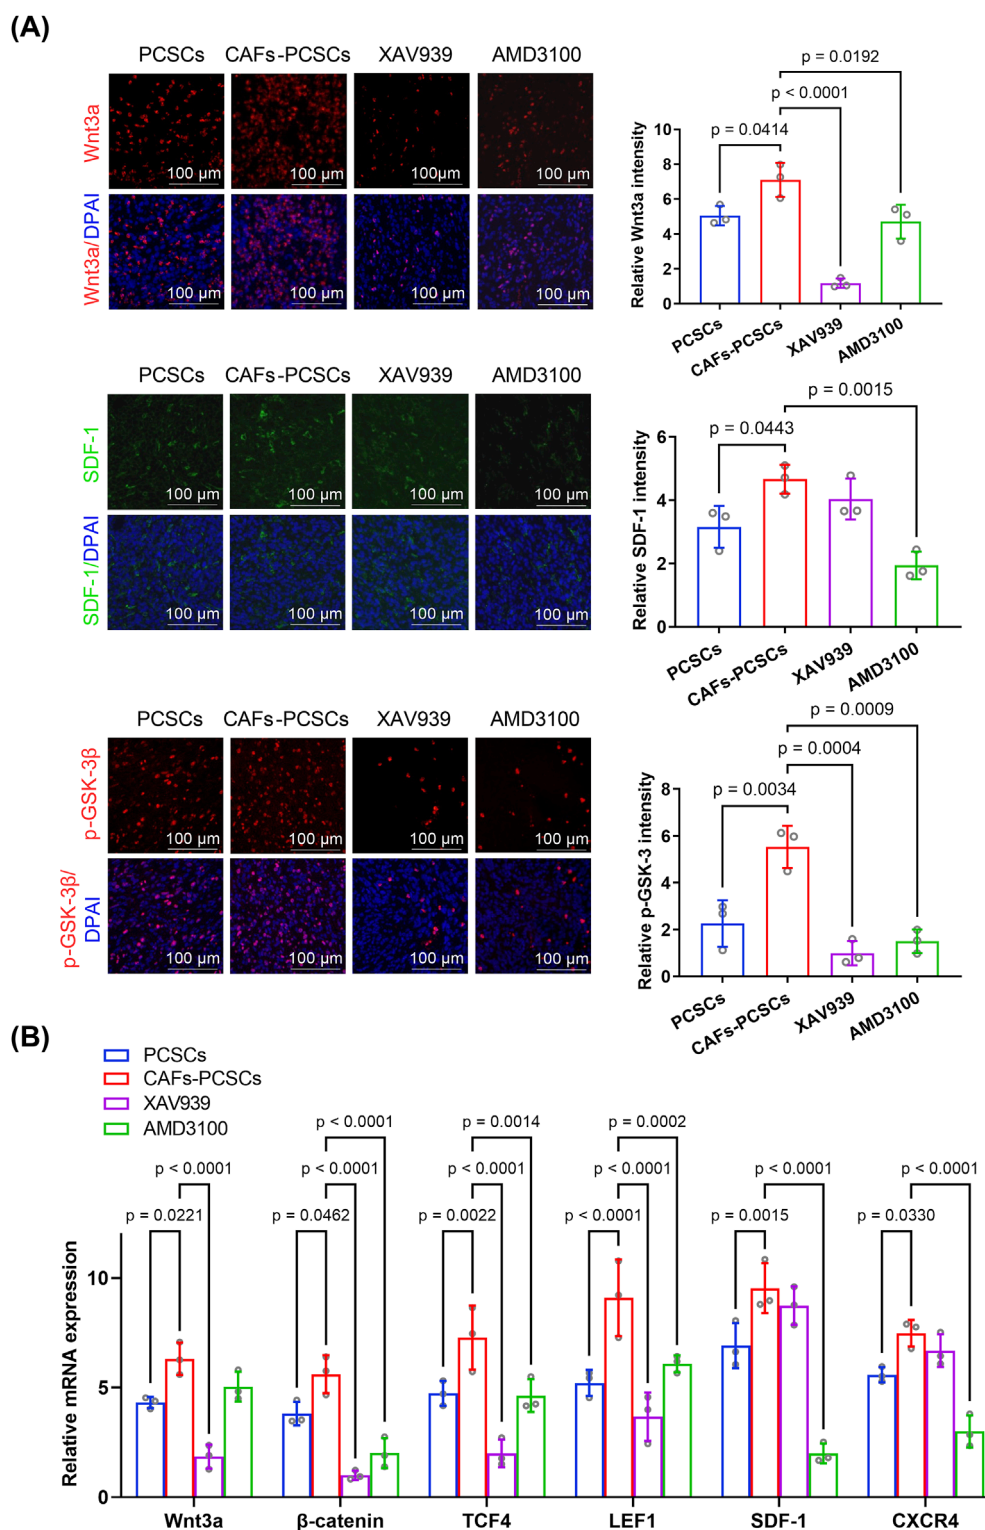 (A)
PCSCs CAFs-PCSCs XAV939 AMD3100
Wnt3a
100 μm 100 μm 100μm 100 μm
Wnt3a/DPAI
100 μm 100 μm 100 μm 100 μm
p = 0.0192
p < 0.0001
p = 0.0414
Relative Wnt3a intensity
10
8
6
4
2
0
PCSCs
CAFs-PCSCs
XAV939
AMD3100
PCSCs CAFs-PCSCs XAV939 AMD3100
SDF-1
100 μm 100 μm 100 μm 100 μm
SDF-1/DPAI
100 μm 100 μm 100 μm 100 μm
p = 0.0015
p = 0.0443
Relative SDF-1 intensity
6
4
2
0
PCSCs
CAFs-PCSCs
XAV939
AMD3100
PCSCs CAFs-PCSCs XAV939 AMD3100
p-GSK-3β
100 μm 100 μm 100 μm 100 μm
p-GSK-3β/
DPAI
100 μm 100 μm 100 μm 100 μm
p = 0.0009
p = 0.0004
p = 0.0034
Relative p-GSK-3 intensity
8
6
4
2
0
PCSCs
CAFs-PCSCs
XAV939
AMD3100
(B)
PCSCs
CAFs-PCSCs
XAV939
AMD3100
p < 0.0001 p = 0.0014 p = 0.0002
p < 0.0001 p < 0.0001 p < 0.0001 p < 0.0001 p < 0.0001 p < 0.0001
p = 0.0221 p = 0.0462 p = 0.0022 p < 0.0001 p = 0.0015 p = 0.0330
Relative mRNA expression
10
5
0
Wnt3a β-catenin TCF4 LEF1 SDF-1 CXCR4